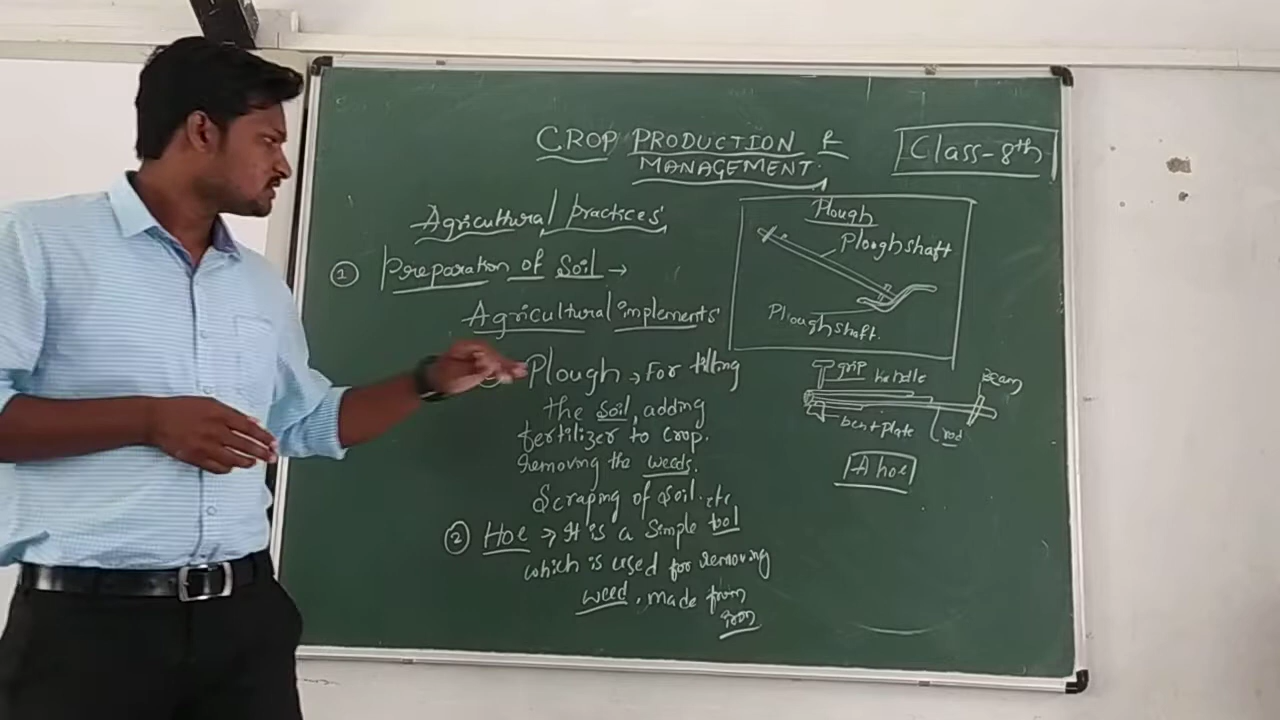 CROP PRODUCTION &
MANAGEMENT.
Class-8th
Agricultural practices
① Preparation of Soil →
Agricultural implements
Plough → For tilling
the soil, adding
fertilizer to crop.
removing the weeds.
Scraping of soil. etc
② Hoe → It is a simple tool
which is used for removing
weed, made from
iron
Plough
Ploughshaft
Ploughshaft.
grip
handle
Beam
bent plate
rod
A hoe